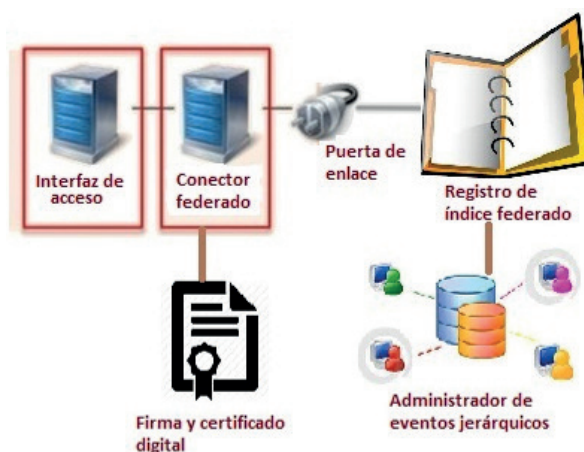 Interfaz de
acceso
Conector
federado
Puerta de
enlace
Registro de
índice federado
Firma y certificado
digital
Administrador de
eventos jerárquicos